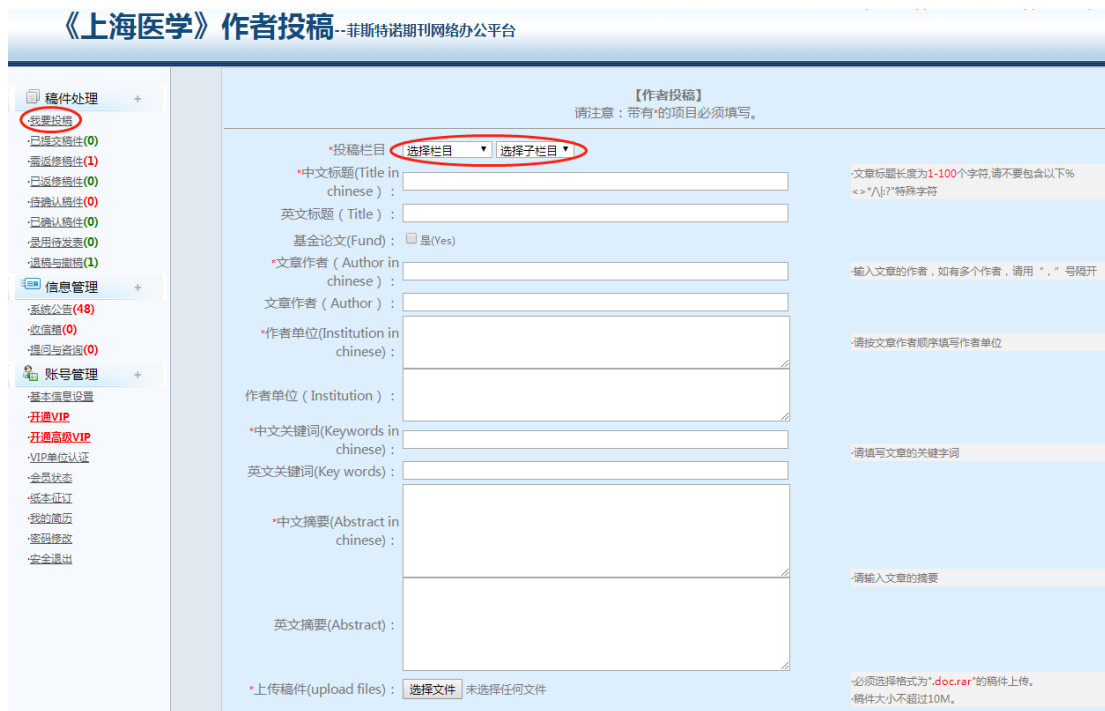 《上海医学》作者投稿--菲斯特诺期刊网络办公平台
稿件处理 +
·我要投稿
·已提交稿件(0)
·需返修稿件(1)
·已返修稿件(0)
·待确认稿件(0)
·已确认稿件(0)
·录用待发表(0)
·退稿与撤稿(1)
信息管理 +
·系统公告(48)
·收信箱(0)
·提问与咨询(0)
账号管理 +
·基本信息设置
·开通VIP
·开通高级VIP
·VIP单位认证
·会员状态
·纸本征订
·我的简历
·密码修改
·安全退出
【作者投稿】
请注意：带有*的项目必须填写。
*投稿栏目 选择栏目 选择子栏目
*中文标题(Title in
chinese）：
·文章标题长度为1-100个字符,请不要包含以下%
<>*/\|:?"特殊字符
英文标题（Title）：
基金论文(Fund)： 是(Yes)
*文章作者（Author in
chinese）：
·输入文章的作者，如有多个作者，请用 "，" 号隔开
文章作者（Author）：
*作者单位(Institution in
chinese)：
·请按文章作者顺序填写作者单位
作者单位（Institution）：
*中文关键词(Keywords in
chinese)：
·请填写文章的关键字词
英文关键词(Key words)：
*中文摘要(Abstract in
chinese)：
·请输入文章的摘要
英文摘要(Abstract)：
*上传稿件(upload files)： 选择文件 未选择任何文件
·必须选择格式为".doc.rar"的稿件上传。
·稿件大小不超过10M。